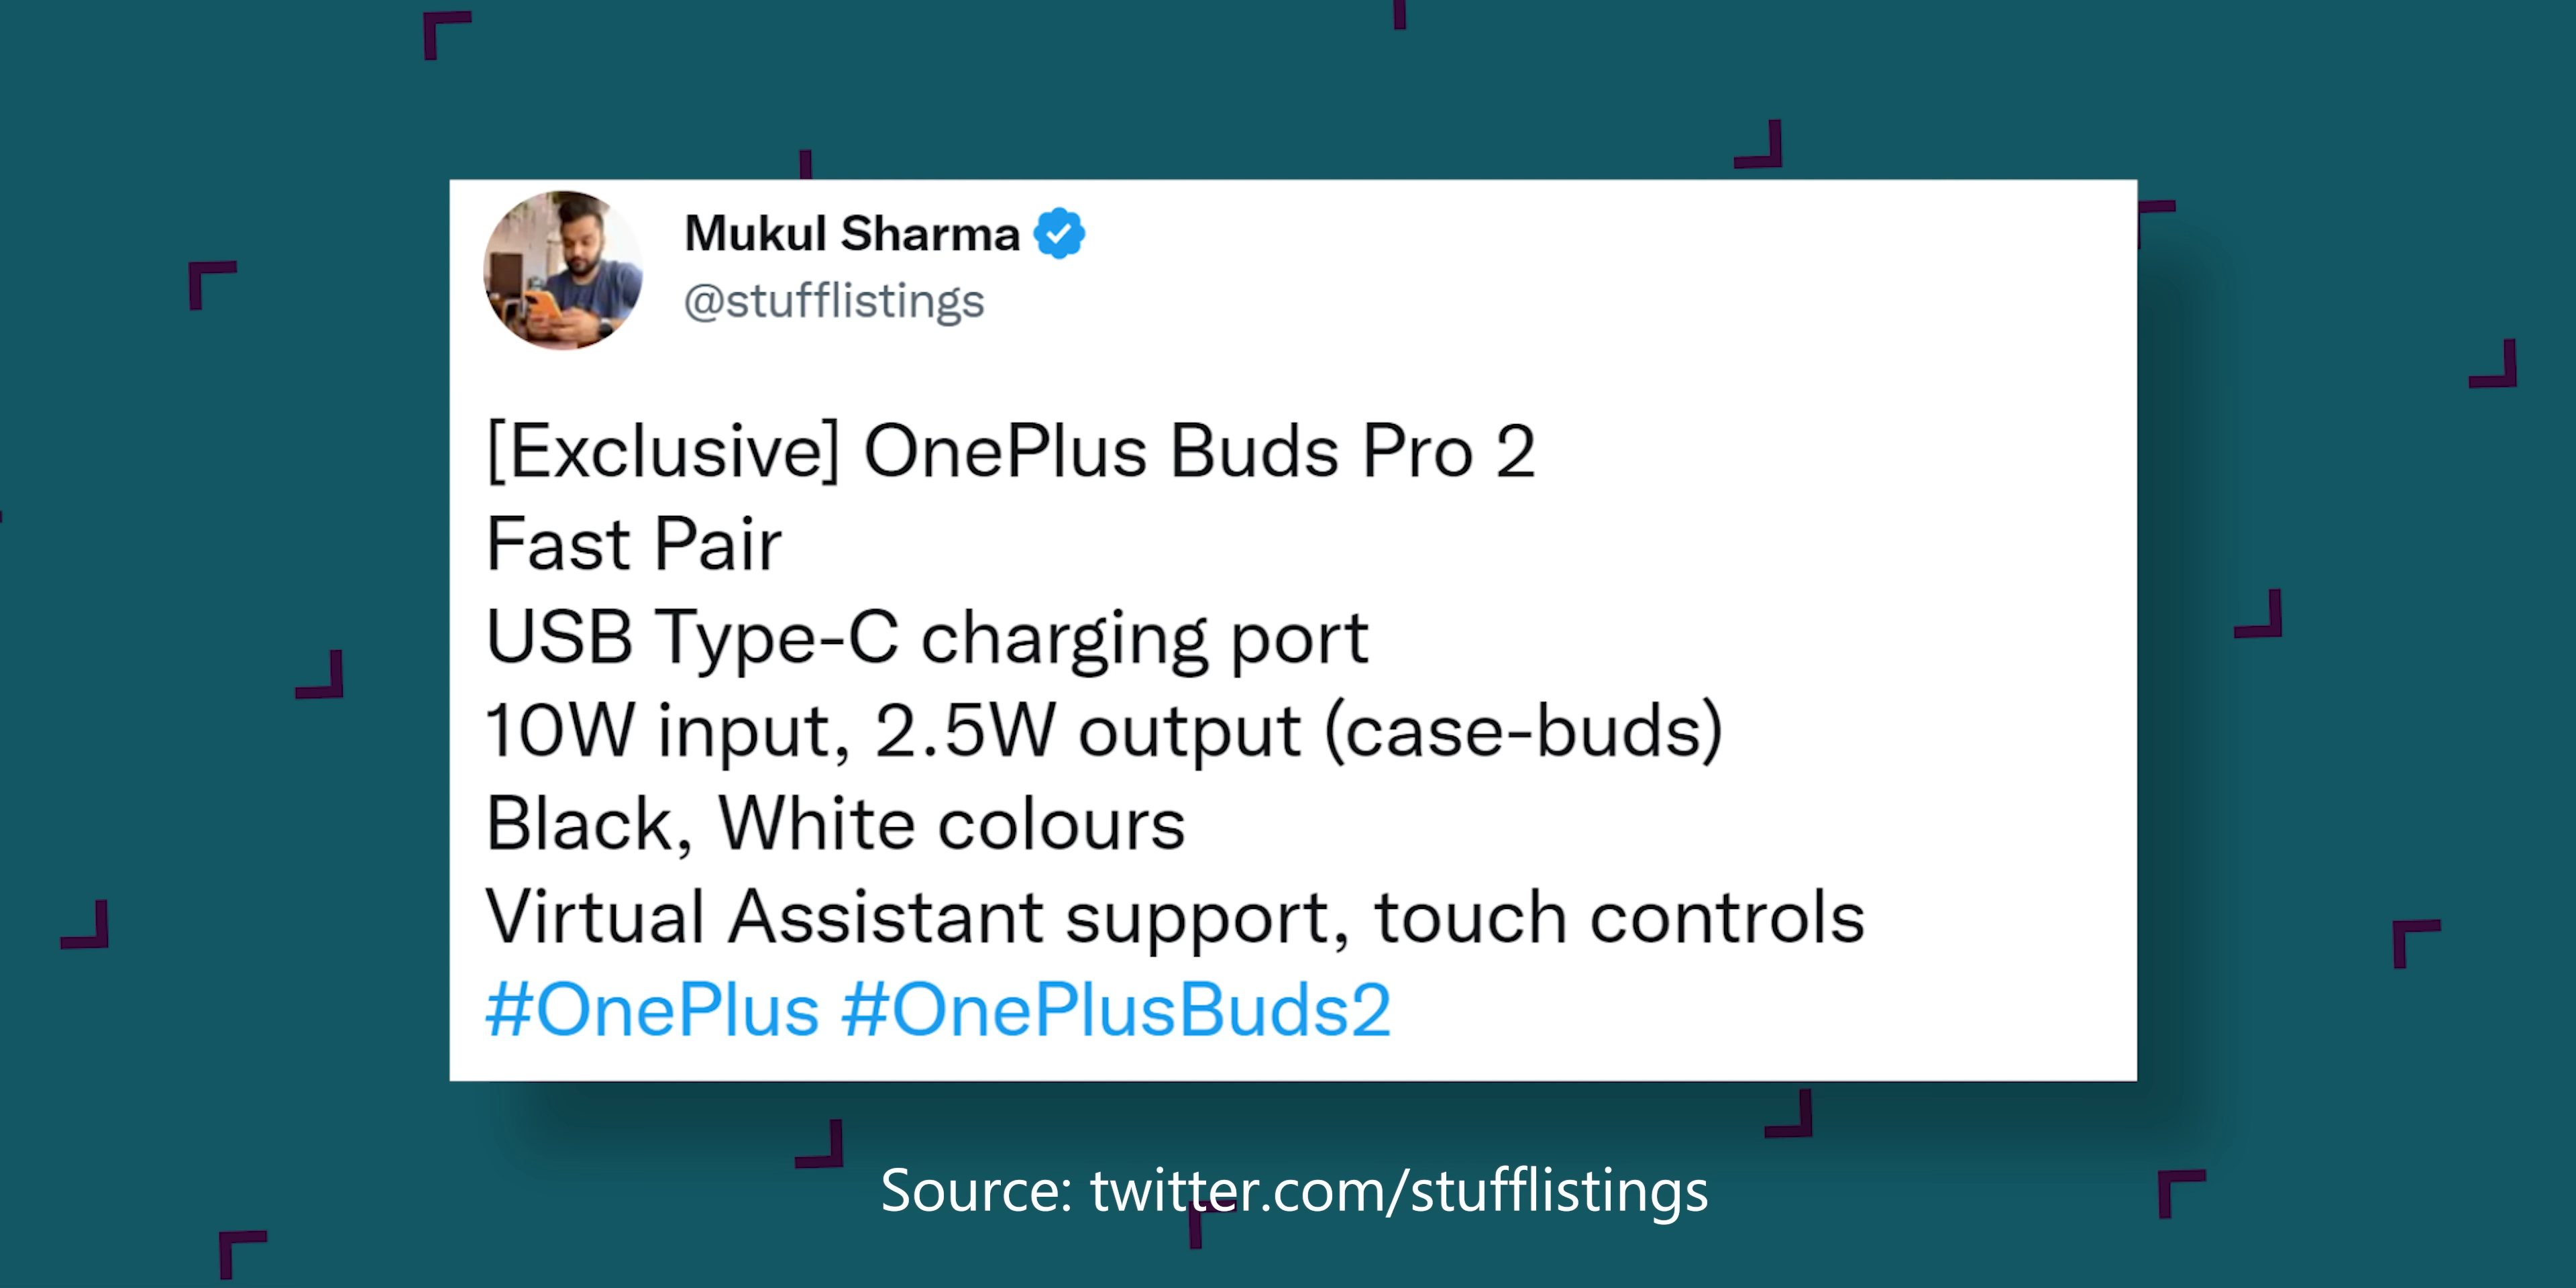 Mukul Sharma
@stufflistings
[Exclusive] OnePlus Buds Pro 2
Fast Pair
USB Type-C charging port
10W input, 2.5W output (case-buds)
Black, White colours
Virtual Assistant support, touch controls
#OnePlus #OnePlusBuds2
Source: twitter.com/stufflistings